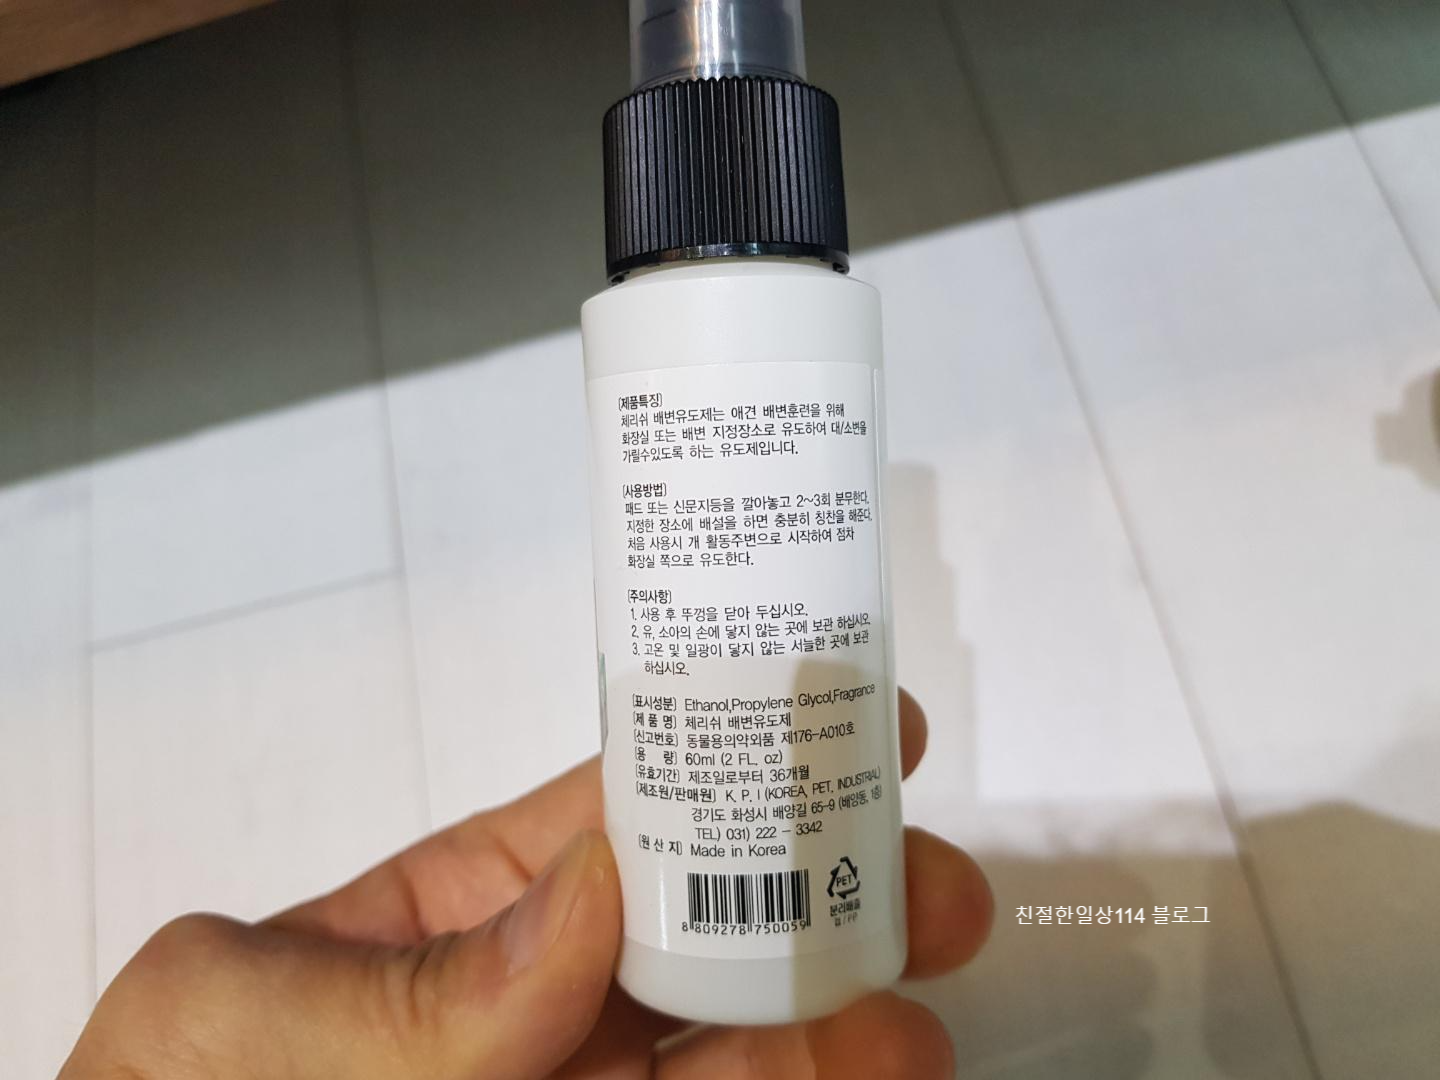 [제품특징]
체리쉬 배변유도제는 애견 배변훈련을 위해
화장실 또는 배변 지정장소로 유도하여 대/소변을
가릴수있도록 하는 유도제입니다.
[사용방법]
패드 또는 신문지등을 깔아놓고 2~3회 분무한다.
지정한 장소에 배설을 하면 충분히 칭찬을 해준다.
처음 사용시 개 활동주변으로 시작하여 점차
화장실 쪽으로 유도한다.
[주의사항]
1. 사용 후 뚜껑을 닫아 두십시오.
2. 유, 소아의 손에 닿지 않는 곳에 보관 하십시오.
3. 고온 및 일광이 닿지 않는 서늘한 곳에 보관
하십시오.
[표시성분] Ethanol,Propylene Glycol,Fragrance
[제 품 명] 체리쉬 배변유도제
[신고번호] 동물용의약외품 제176-A010호
[용 량] 60ml (2 FL. oz)
[유효기간] 제조일로부터 36개월
[제조원/판매원] K. P. I (KOREA, PET, INDUSTRIAL)
경기도 화성시 배양길 65-9 (배양동, 1층)
TEL) 031) 222 - 3342
[원 산 지] Made in Korea
8 809278 750059
PET
분리배출
캡/PP
친절한일상114 블로그